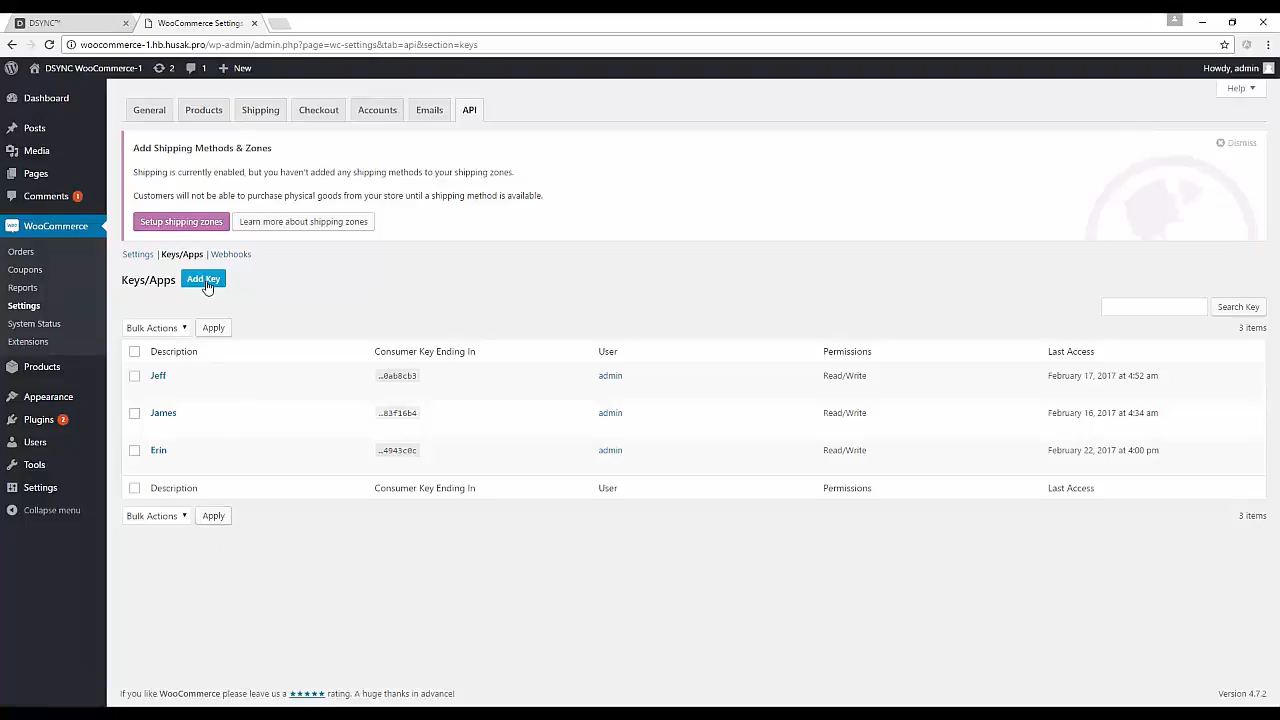 DSYNC™
WooCommerce Settings
woocommerce-1.hb.husak.pro/wp-admin/admin.php?page=wc-settings&tab=api&section=keys
DSYNC WooCommerce-1 2 1 New Howdy, admin
Help
Dashboard
Posts
Media
Pages
Comments 1
WooCommerce
Orders
Coupons
Reports
Settings
System Status
Extensions
Products
Appearance
Plugins 2
Users
Tools
Settings
Collapse menu
General Products Shipping Checkout Accounts Emails API
Add Shipping Methods & Zones Dismiss
Shipping is currently enabled, but you haven't added any shipping methods to your shipping zones.
Customers will not be able to purchase physical goods from your store until a shipping method is available.
Setup shipping zones Learn more about shipping zones
Settings | Keys/Apps | Webhooks
Keys/Apps Add Key
Search Key
Bulk Actions Apply 3 items
Description Consumer Key Ending In User Permissions Last Access
Jeff …0ab8cb3 admin Read/Write February 17, 2017 at 4:52 am
James …83f16b4 admin Read/Write February 16, 2017 at 4:34 am
Erin …4943c0c admin Read/Write February 22, 2017 at 4:00 pm
Description Consumer Key Ending In User Permissions Last Access
Bulk Actions Apply 3 items
If you like WooCommerce please leave us a ★★★★★ rating. A huge thanks in advance! Version 4.7.2